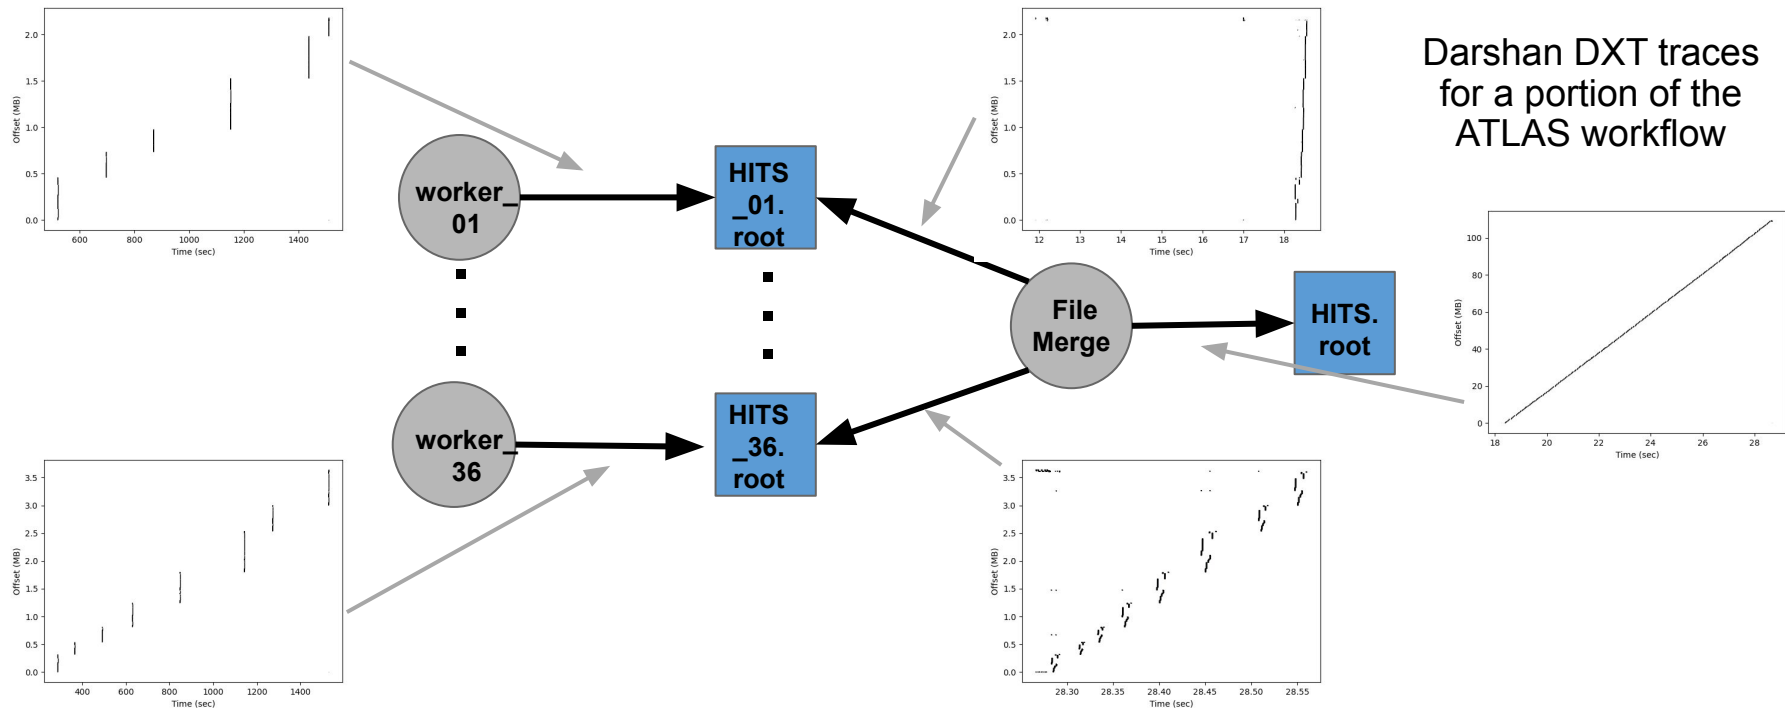 Darshan DXT traces
for a portion of the
ATLAS workflow
2.0
1.5
1.0
0.5
0.0
Offset (MB)
600 800 1000 1200 1400
Time (sec)
worker_
01
HITS
_01.
root
2.0
1.5
1.0
0.5
0.0
Offset (MB)
12 13 14 15 16 17 18
Time (sec)
File
Merge
HITS.
root
100
80
60
40
20
0
Offset (MB)
18 20 22 24 26 28
Time (sec)
worker_
36
HITS
_36.
root
3.5
3.0
2.5
2.0
1.5
1.0
0.5
0.0
Offset (MB)
400 600 800 1000 1200 1400
Time (sec)
3.5
3.0
2.5
2.0
1.5
1.0
0.5
0.0
Offset (MB)
28.30 28.35 28.40 28.45 28.50 28.55
Time (sec)